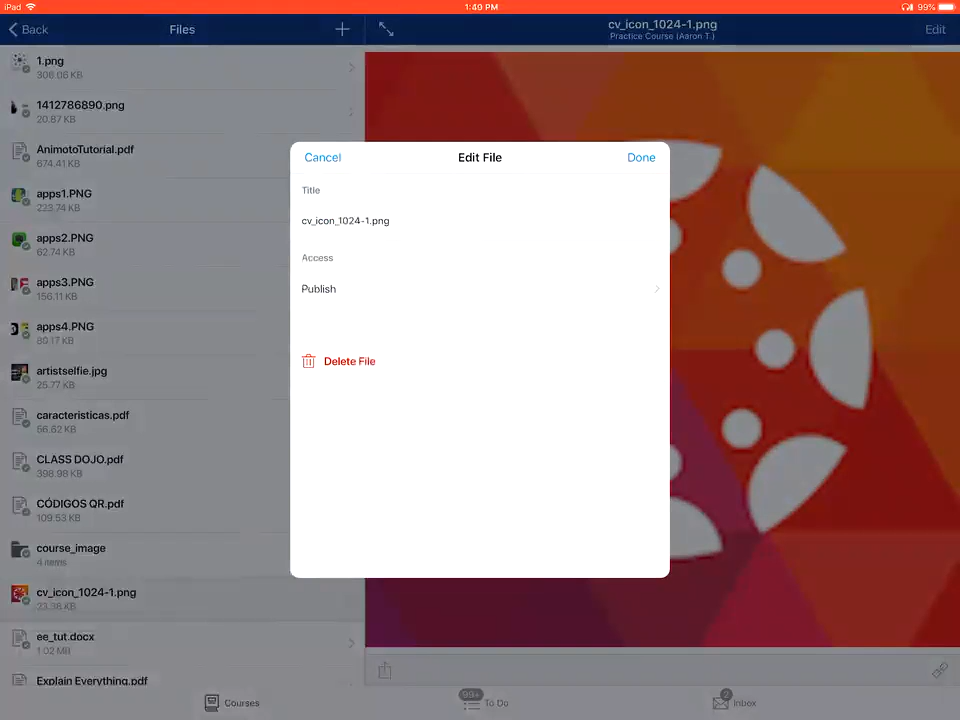 iPad
1:40 PM
99%
Back
Files
cv_icon_1024-1.png
Practice Course (Aaron T.)
Edit
1.png
306.06 KB
1412786890.png
20.87 KB
AnimotoTutorial.pdf
674.41 KB
apps1.PNG
223.74 KB
apps2.PNG
62.74 KB
apps3.PNG
156.11 KB
apps4.PNG
80.17 KB
artistselfie.jpg
25.77 KB
caracteristicas.pdf
56.62 KB
CLASS DOJO.pdf
398.98 KB
CÓDIGOS QR.pdf
109.53 KB
course_image
4 items
cv_icon_1024-1.png
23.38 KB
ee_tut.docx
1.02 MB
Explain Everything.pdf
Cancel
Edit File
Done
Title
cv_icon_1024-1.png
Access
Publish
Delete File
Courses
99+
To Do
2
Inbox